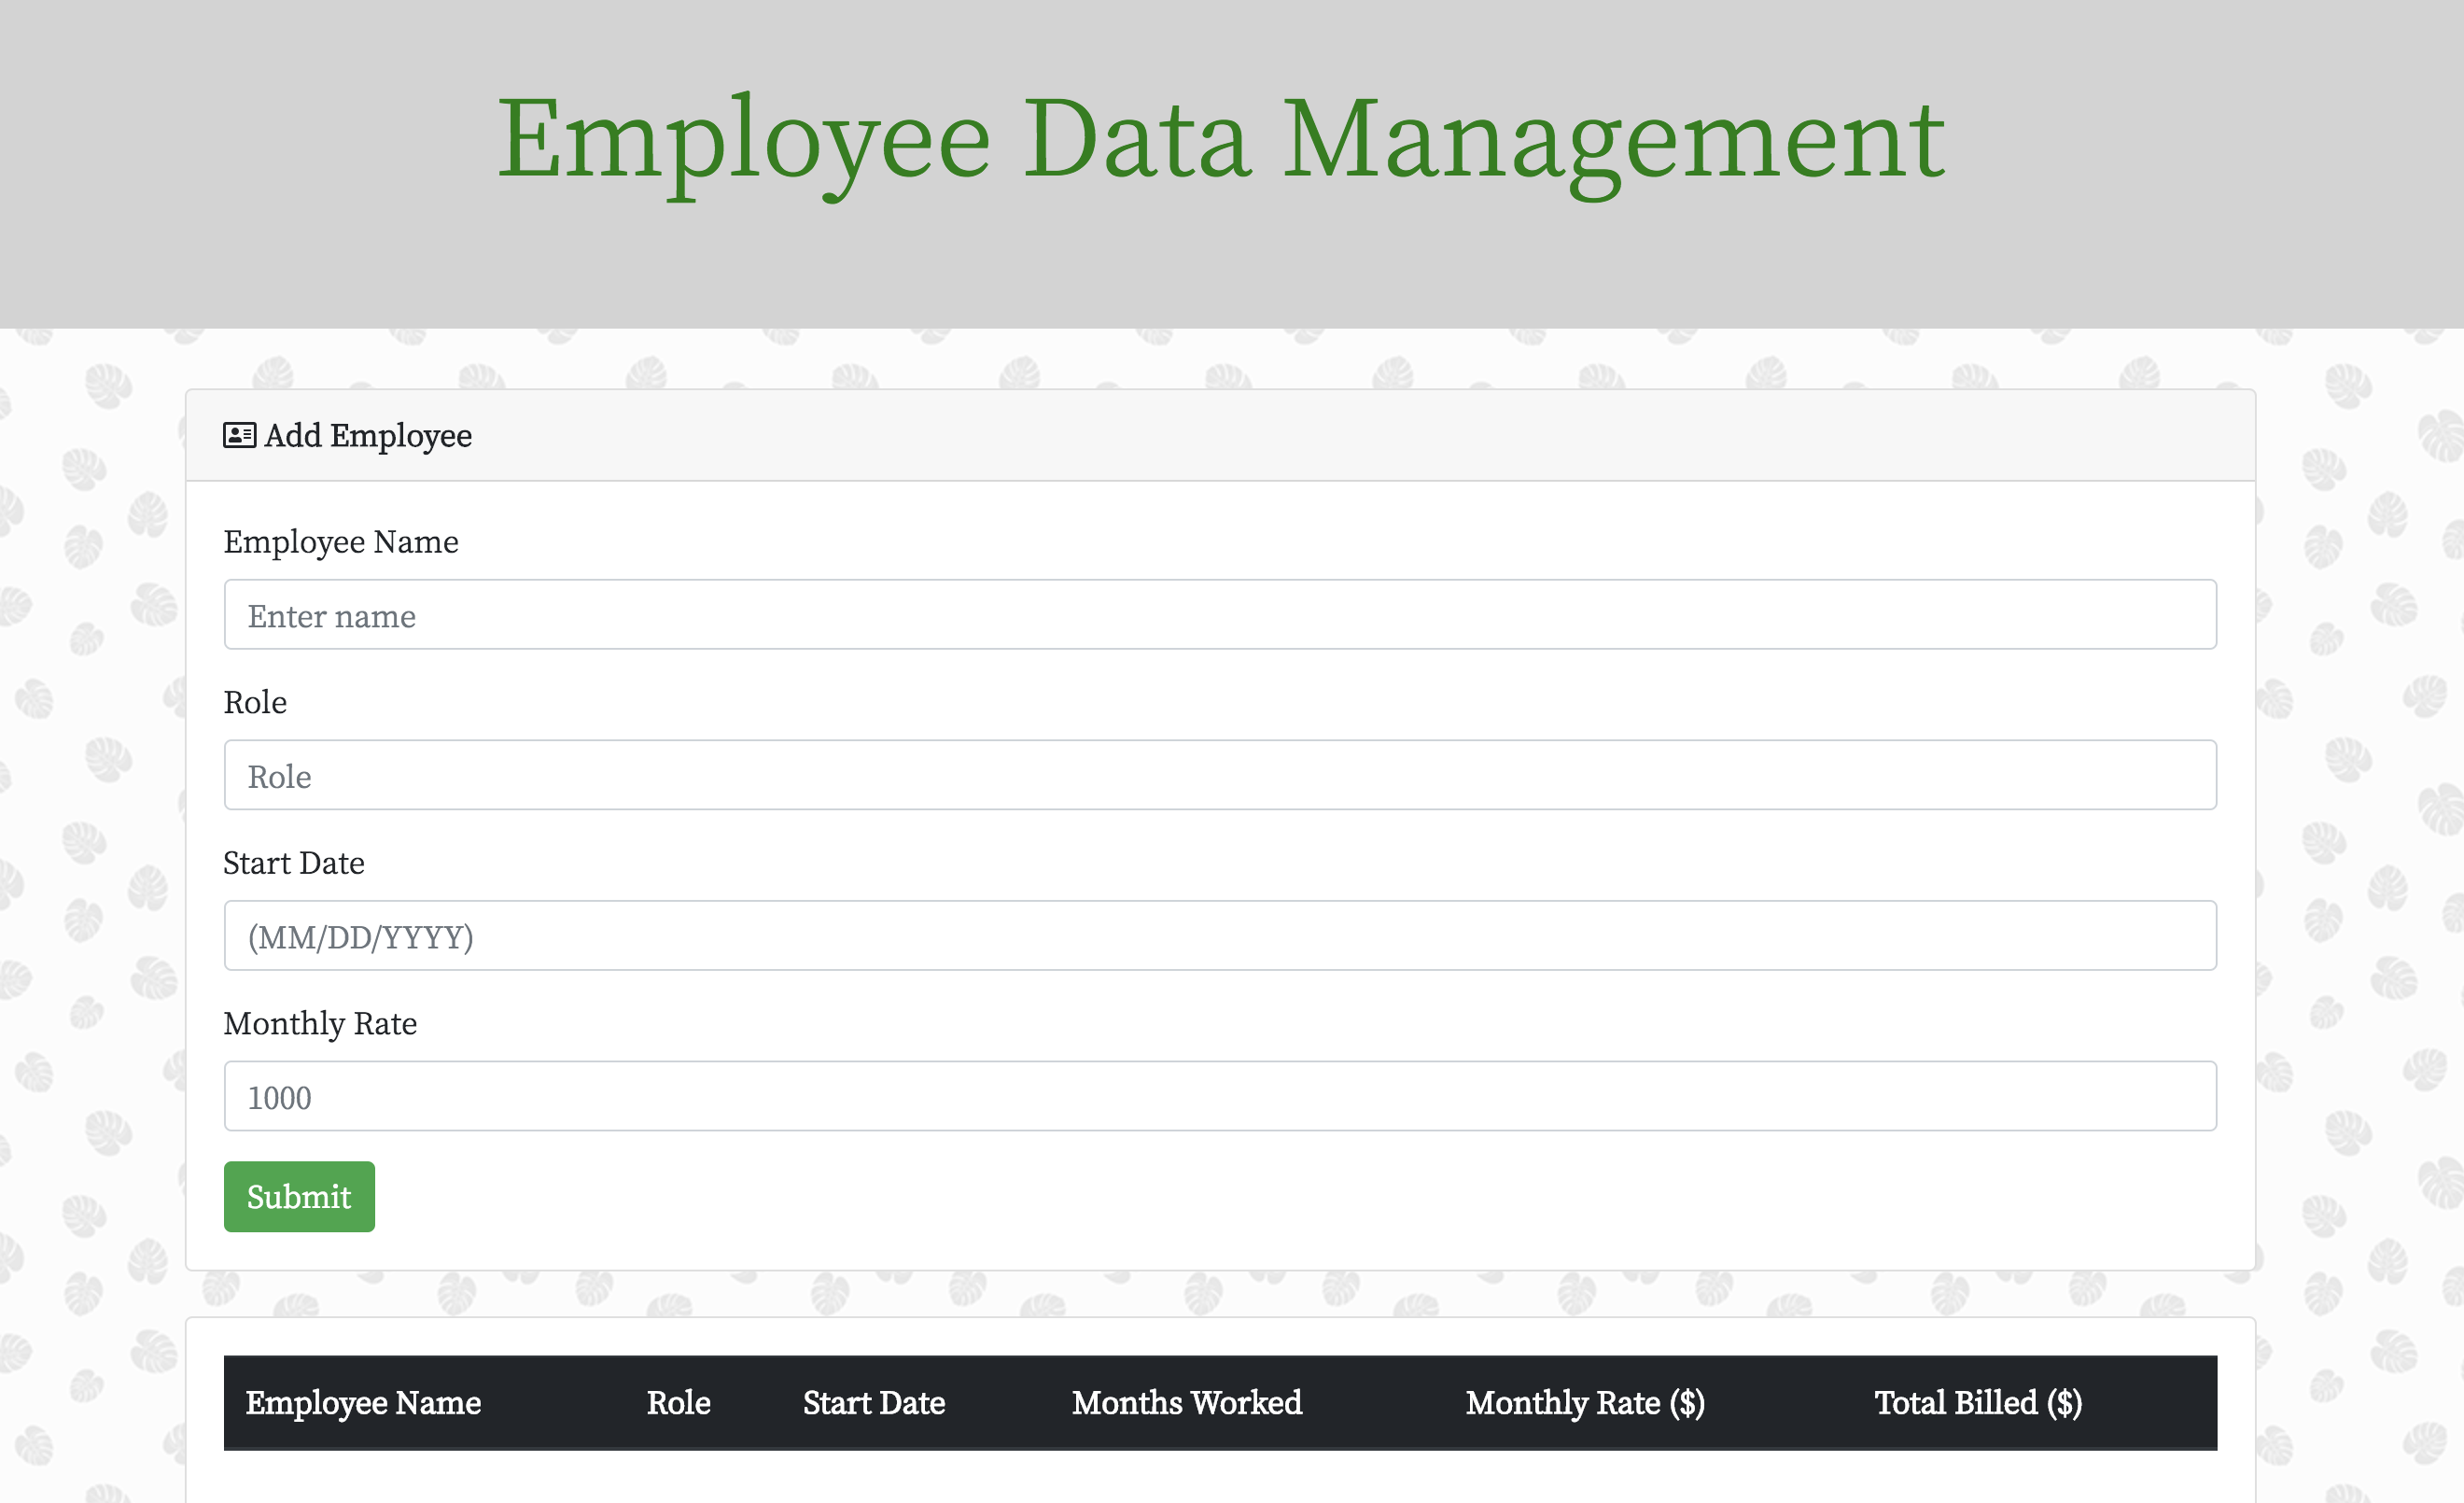 Employee Data Management
Add Employee
Employee Name
Enter name
Role
Role
Start Date
(MM/DD/YYYY)
Monthly Rate
1000
Submit
Employee Name Role Start Date Months Worked Monthly Rate ($) Total Billed ($)